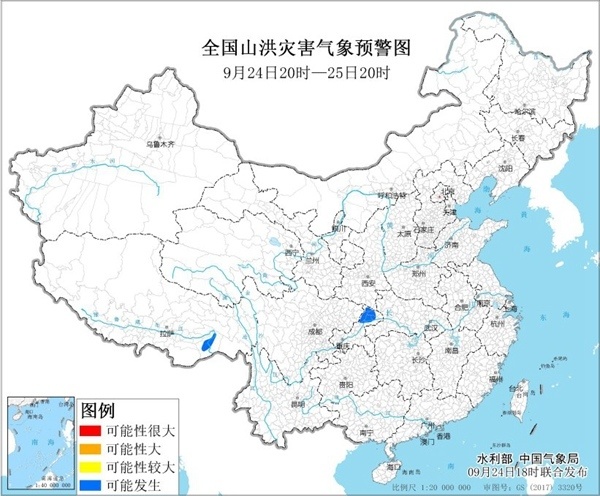 全国山洪灾害气象预警图
9月24日20时—25日20时
哈尔滨
长春
乌鲁木齐
沈阳
呼和浩特
北京
天津
渤
海
黄
海
银川
太原
石家庄
济南
西宁
兰州
郑州
西安
合肥
南京
上海
拉萨
成都
重庆
武汉
杭州
东
海
长沙
南昌
贵阳
福州
台北
昆明
广州
南宁
澳门
香港
海口
南海
图例
可能性很大
可能性大
可能性较大
可能发生
1:40 000 000
水利部 中国气象局
09月24日18时联合发布
比例尺 1:20 000 000 审图号: GS (2017) 3320号